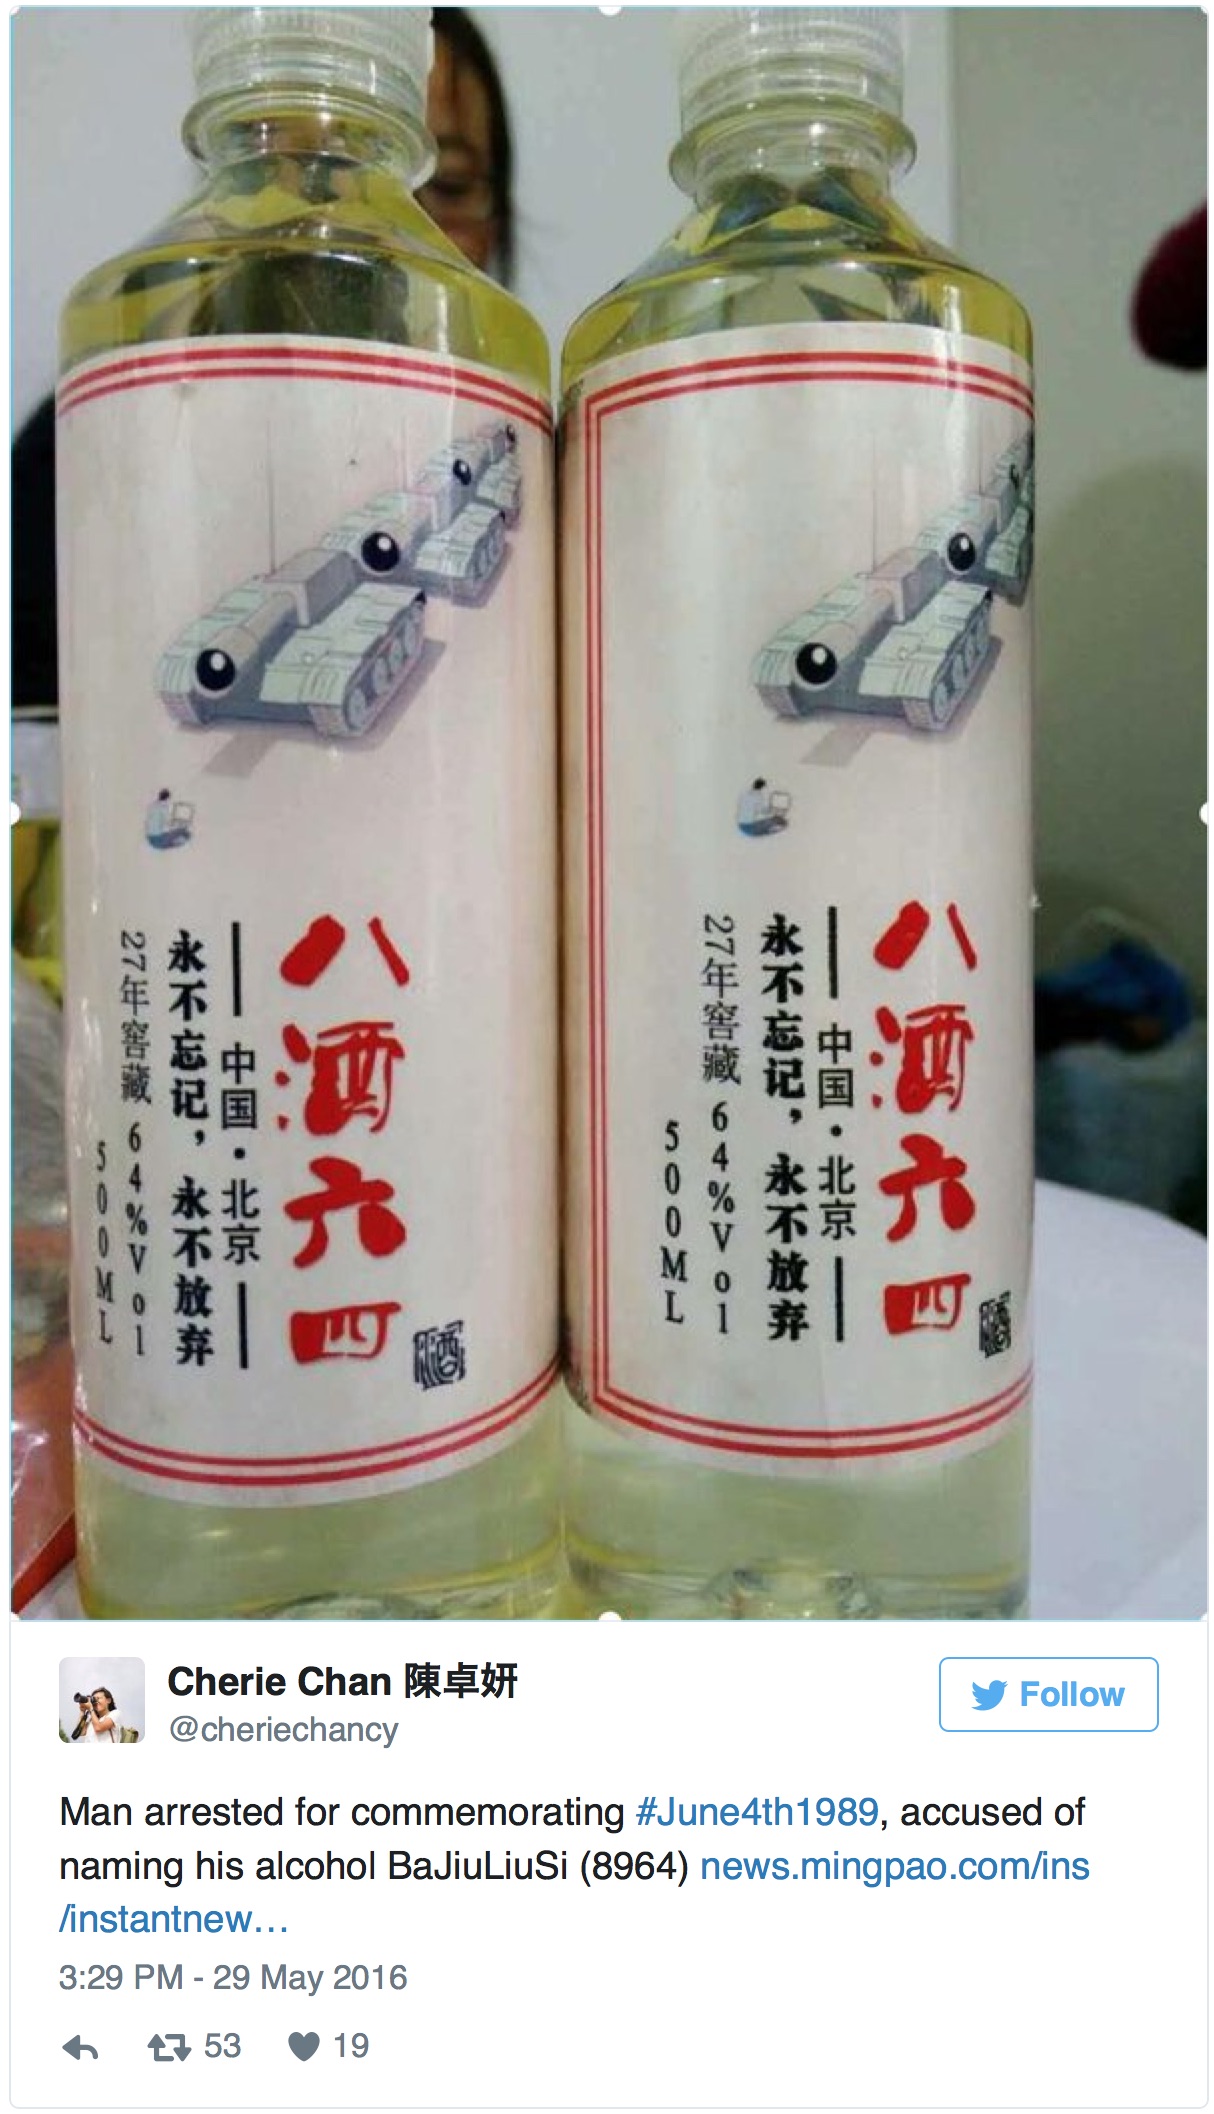 八酒六四
酒
中国·北京
永不忘记，永不放弃
27年窖藏 64%Vol
500ML
八酒六四
酒
中国·北京
永不忘记，永不放弃
27年窖藏 64%Vol
500ML
Cherie Chan 陳卓妍
@cheriechancy
Follow
Man arrested for commemorating #June4th1989, accused of
naming his alcohol BaJiuLiuSi (8964) news.mingpao.com/ins
/instantnew…
3:29 PM - 29 May 2016
53 19